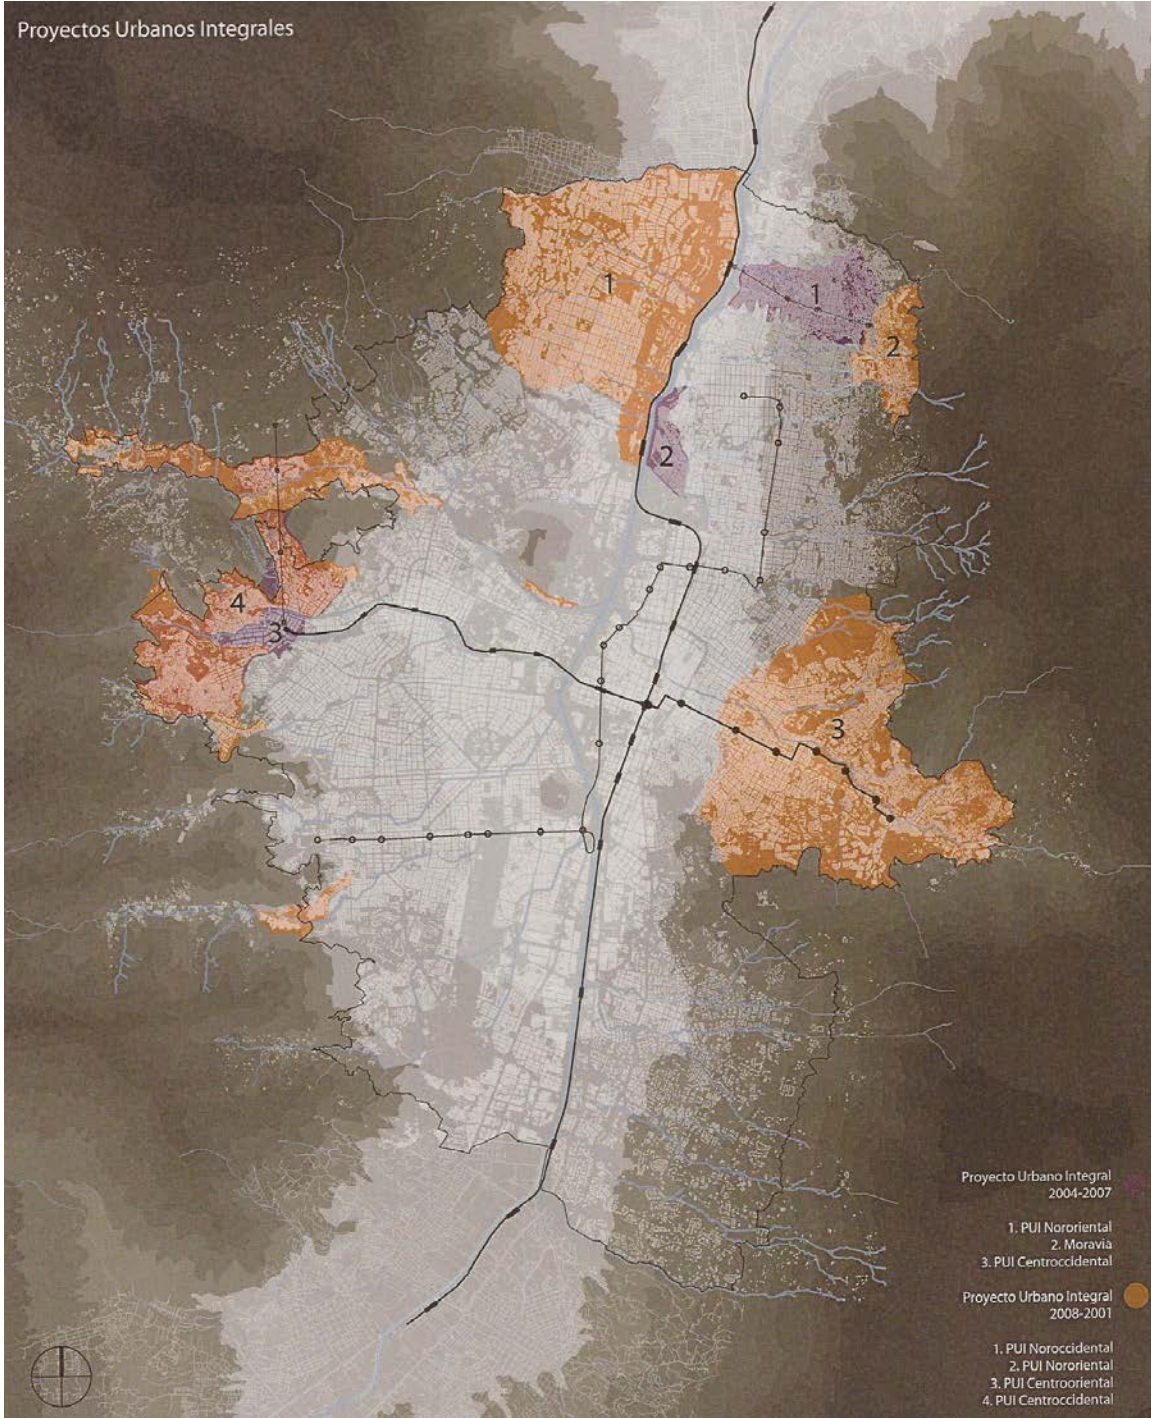 Proyectos Urbanos Integrales
1
1
2
2
4
3
3
Proyecto Urbano Integral
2004-2007
1. PUI Nororiental
2. Moravia
3. PUI Centroccidental
Proyecto Urbano Integral
2008-2001
1. PUI Noroccidental
2. PUI Nororiental
3. PUI Centrooriental
4. PUI Centroccidental